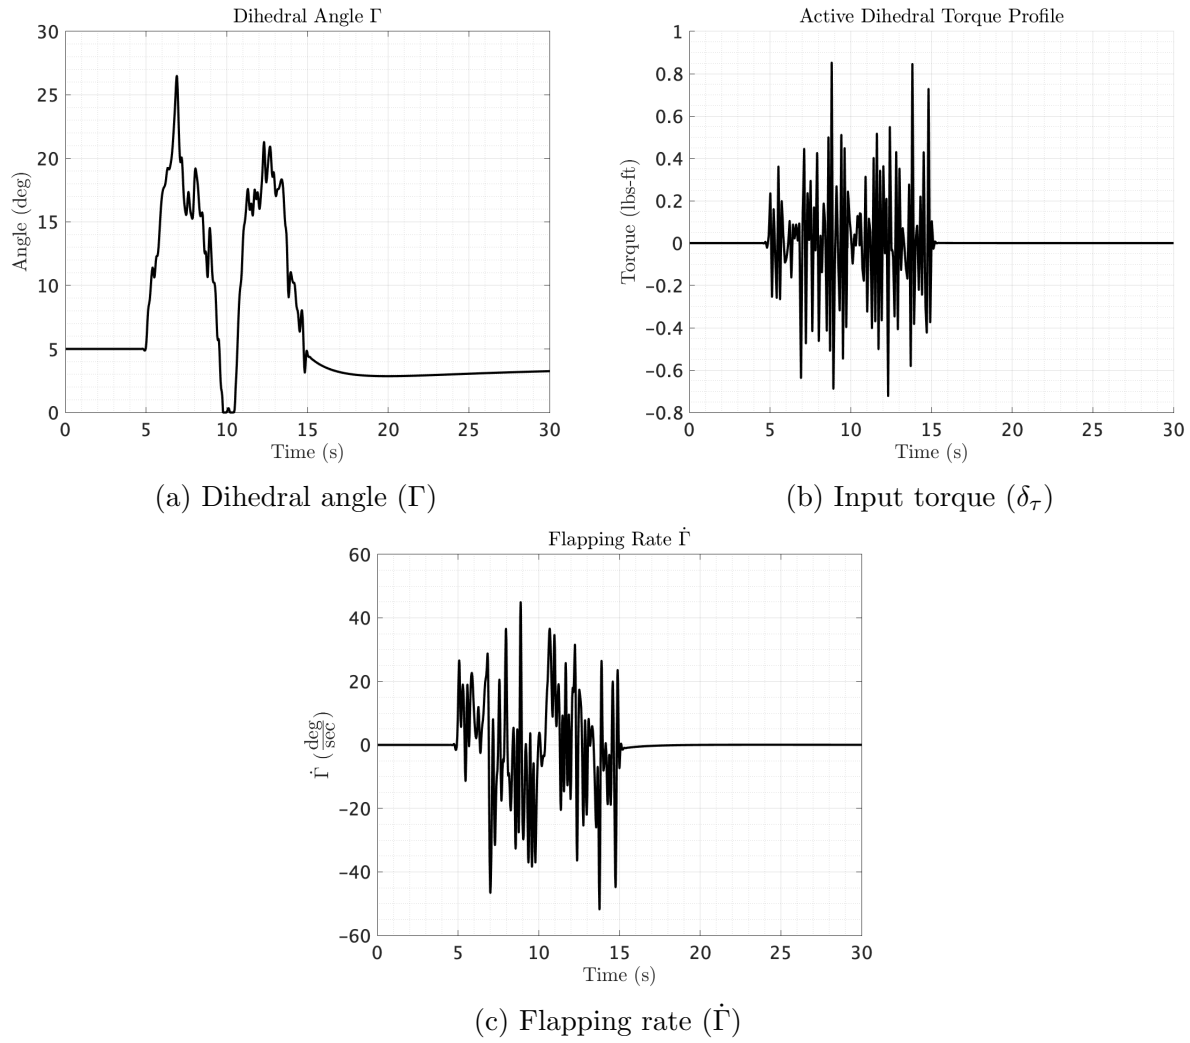 Dihedral Angle Γ
Angle (deg)
30
25
20
15
10
5
0
0 5 10 15 20 25 30
Time (s)
(a) Dihedral angle (Γ)
Active Dihedral Torque Profile
Torque (lbs-ft)
1
0.8
0.6
0.4
0.2
0
−0.2
−0.4
−0.6
−0.8
0 5 10 15 20 25 30
Time (s)
(b) Input torque (δτ)
Flapping Rate Γ̇
Γ̇ (deg/sec)
60
40
20
0
−20
−40
−60
0 5 10 15 20 25 30
Time (s)
(c) Flapping rate (Γ̇)